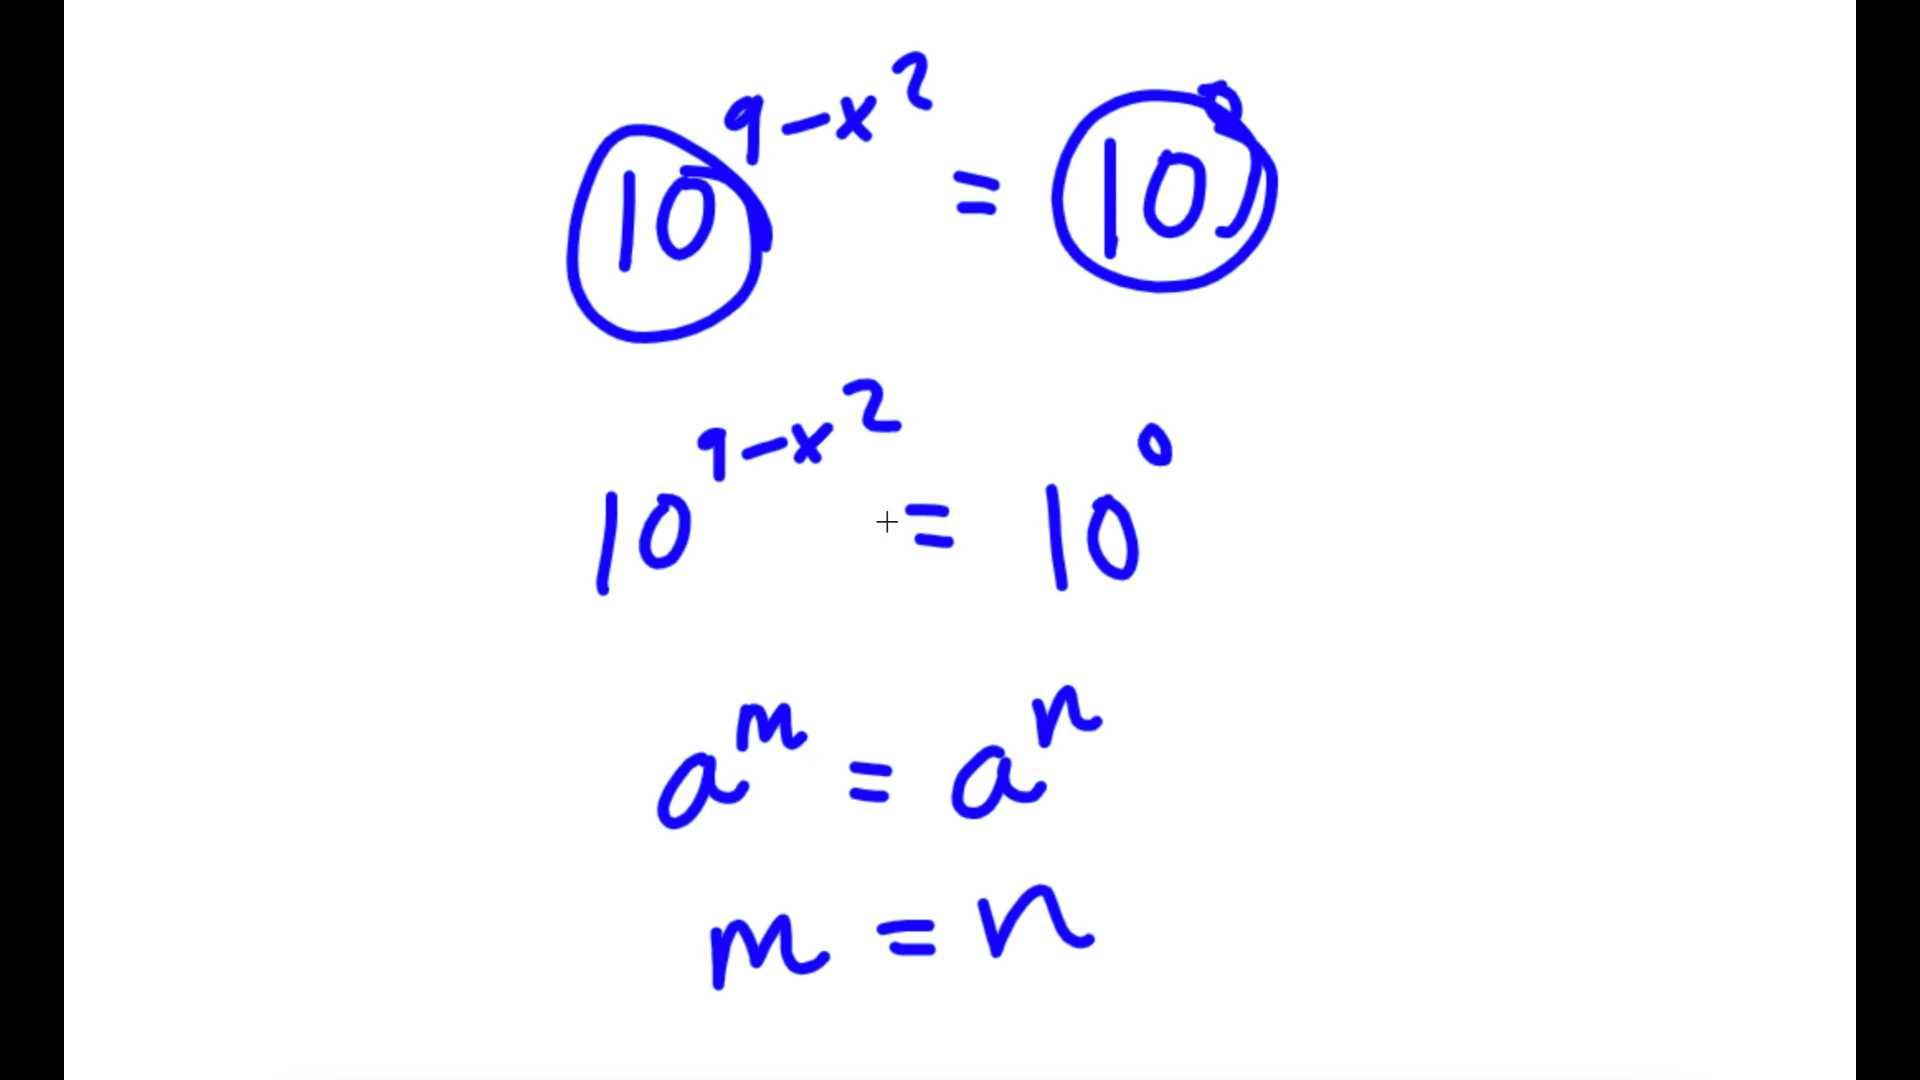 10^{9-x^2} = 10^0
10^{9-x^2} = 10^0
a^m = a^n
m = n